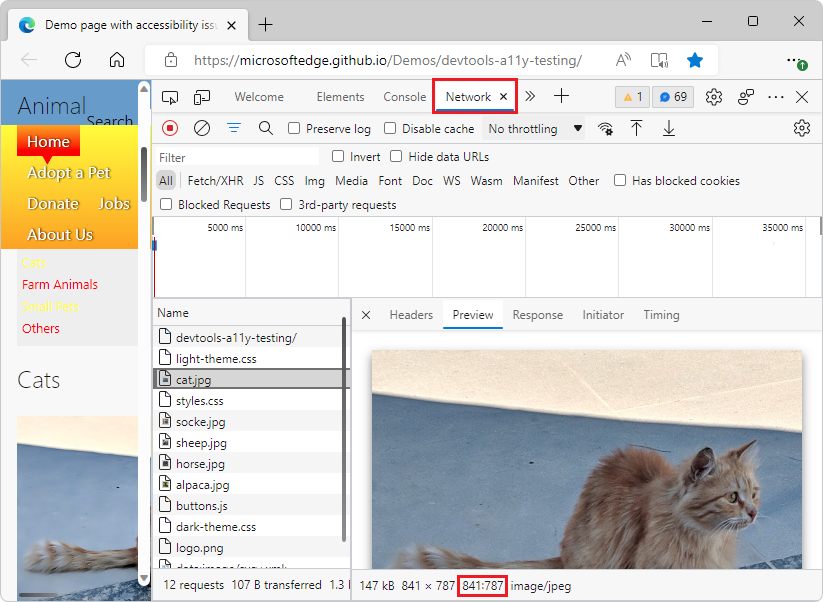 Demo page with accessibility iss
https://microsoftedge.github.io/Demos/devtools-a11y-testing/
Animal
Search
Home
Adopt a Pet
Donate Jobs
About Us
Cats
Farm Animals
Small Pets
Others
Cats
Welcome Elements Console Network 1 69
Preserve log Disable cache No throttling
Filter Invert Hide data URLs
All Fetch/XHR JS CSS Img Media Font Doc WS Wasm Manifest Other Has blocked cookies
Blocked Requests 3rd-party requests
5000 ms 10000 ms 15000 ms 20000 ms 25000 ms 30000 ms 35000 ms
Name
devtools-a11y-testing/
light-theme.css
cat.jpg
styles.css
socke.jpg
sheep.jpg
horse.jpg
alpaca.jpg
buttons.js
dark-theme.css
logo.png
12 requests 107 B transferred 1.3
Headers Preview Response Initiator Timing
147 kB 841 × 787 841:787 image/jpeg